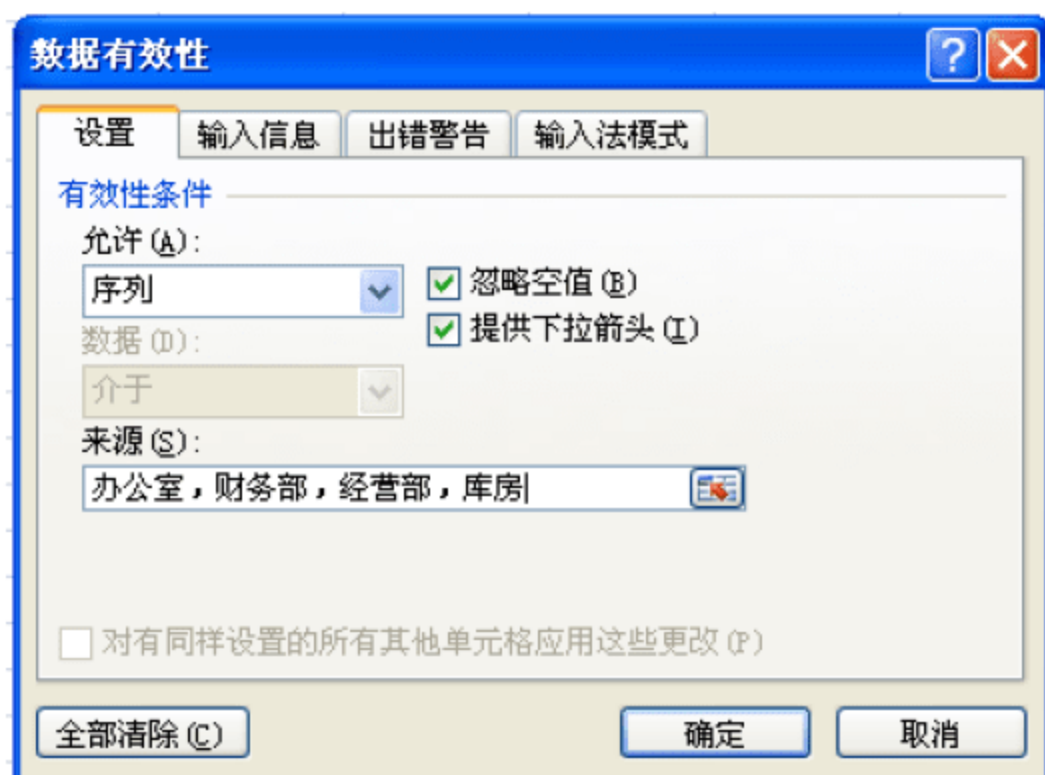 数据有效性
设置 输入信息 出错警告 输入法模式
有效性条件
允许(A):
序列 忽略空值(B)
数据(D): 提供下拉箭头(I)
介于
来源(S):
办公室，财务部，经营部，库房
对有同样设置的所有其他单元格应用这些更改(P)
全部清除(C) 确定 取消